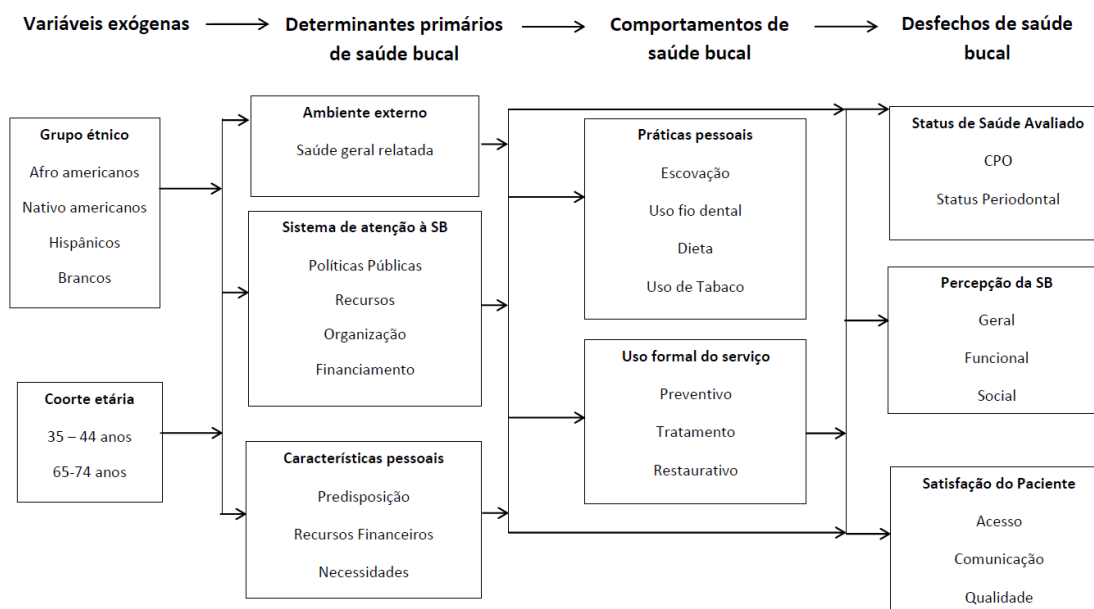 Variáveis exógenas
Determinantes primários
de saúde bucal
Comportamentos de
saúde bucal
Desfechos de saúde
bucal
Grupo étnico
Afro americanos
Nativo americanos
Hispânicos
Brancos
Coorte etária
35 – 44 anos
65-74 anos
Ambiente externo
Saúde geral relatada
Sistema de atenção à SB
Políticas Públicas
Recursos
Organização
Financiamento
Características pessoais
Predisposição
Recursos Financeiros
Necessidades
Práticas pessoais
Escovação
Uso fio dental
Dieta
Uso de Tabaco
Uso formal do serviço
Preventivo
Tratamento
Restaurativo
Status de Saúde Avaliado
CPO
Status Periodontal
Percepção da SB
Geral
Funcional
Social
Satisfação do Paciente
Acesso
Comunicação
Qualidade